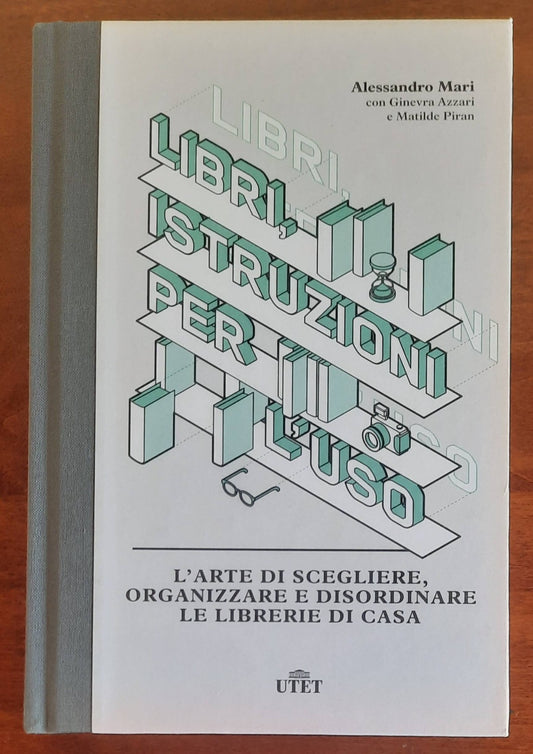 Alessandro Mari
con Ginevra Azzari
e Matilde Piran
LIBRI,
ISTRUZIONI
PER
L'USO
L'ARTE DI SCEGLIERE,
ORGANIZZARE E DISORDINARE
LE LIBRERIE DI CASA
UTET